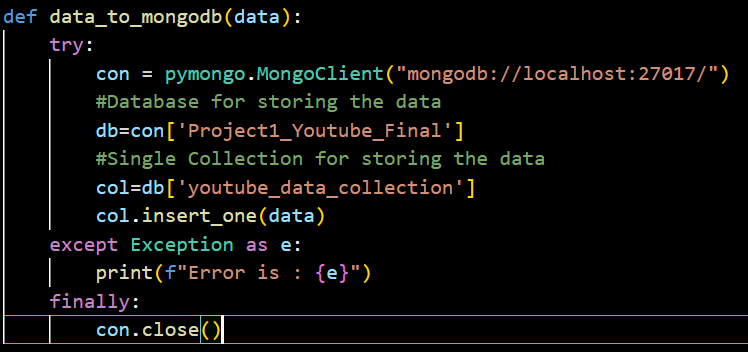 def data_to_mongodb(data):
    try:
        con = pymongo.MongoClient("mongodb://localhost:27017/")
        #Database for storing the data
        db=con['Project1_Youtube_Final']
        #Single Collection for storing the data
        col=db['youtube_data_collection']
        col.insert_one(data)
    except Exception as e:
        print(f"Error is : {e}")
    finally:
        con.close()